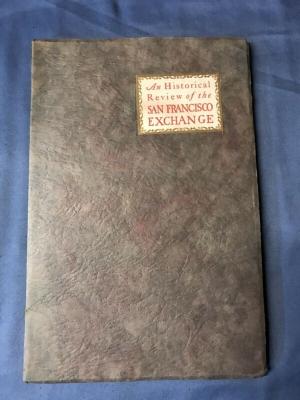 An Historical
Review of the
SAN FRANCISCO
EXCHANGE